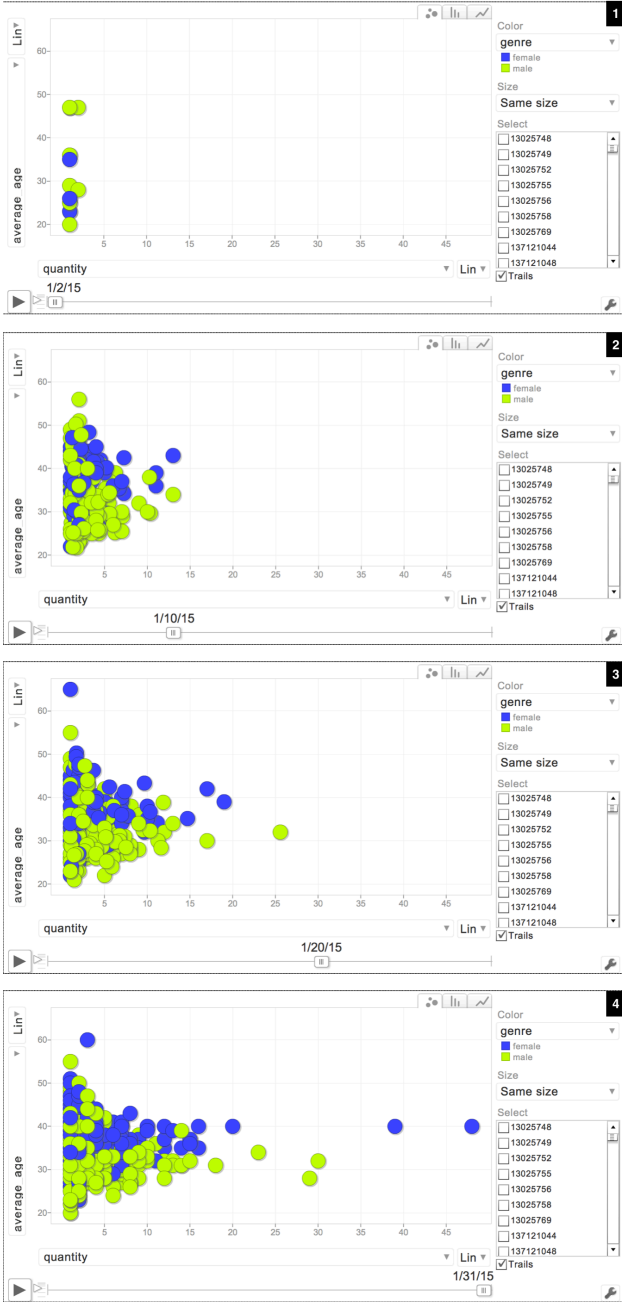 1
Lin
Color
genre
female
male
Size
Same size
Select
13025748
13025749
13025752
13025755
13025756
13025758
13025769
137121044
137121048
Trails
60
50
40
30
20
average age
5 10 15 20 25 30 35 40 45
quantity Lin
1/2/15
2
Lin
Color
genre
female
male
Size
Same size
Select
13025748
13025749
13025752
13025755
13025756
13025758
13025769
137121044
137121048
Trails
60
50
40
30
20
average age
5 10 15 20 25 30 35 40 45
quantity Lin
1/10/15
3
Lin
Color
genre
female
male
Size
Same size
Select
13025748
13025749
13025752
13025755
13025756
13025758
13025769
137121044
137121048
Trails
60
50
40
30
20
average age
5 10 15 20 25 30 35 40 45
quantity Lin
1/20/15
4
Lin
Color
genre
female
male
Size
Same size
Select
13025748
13025749
13025752
13025755
13025756
13025758
13025769
137121044
137121048
Trails
60
50
40
30
20
average age
5 10 15 20 25 30 35 40 45
quantity Lin
1/31/15